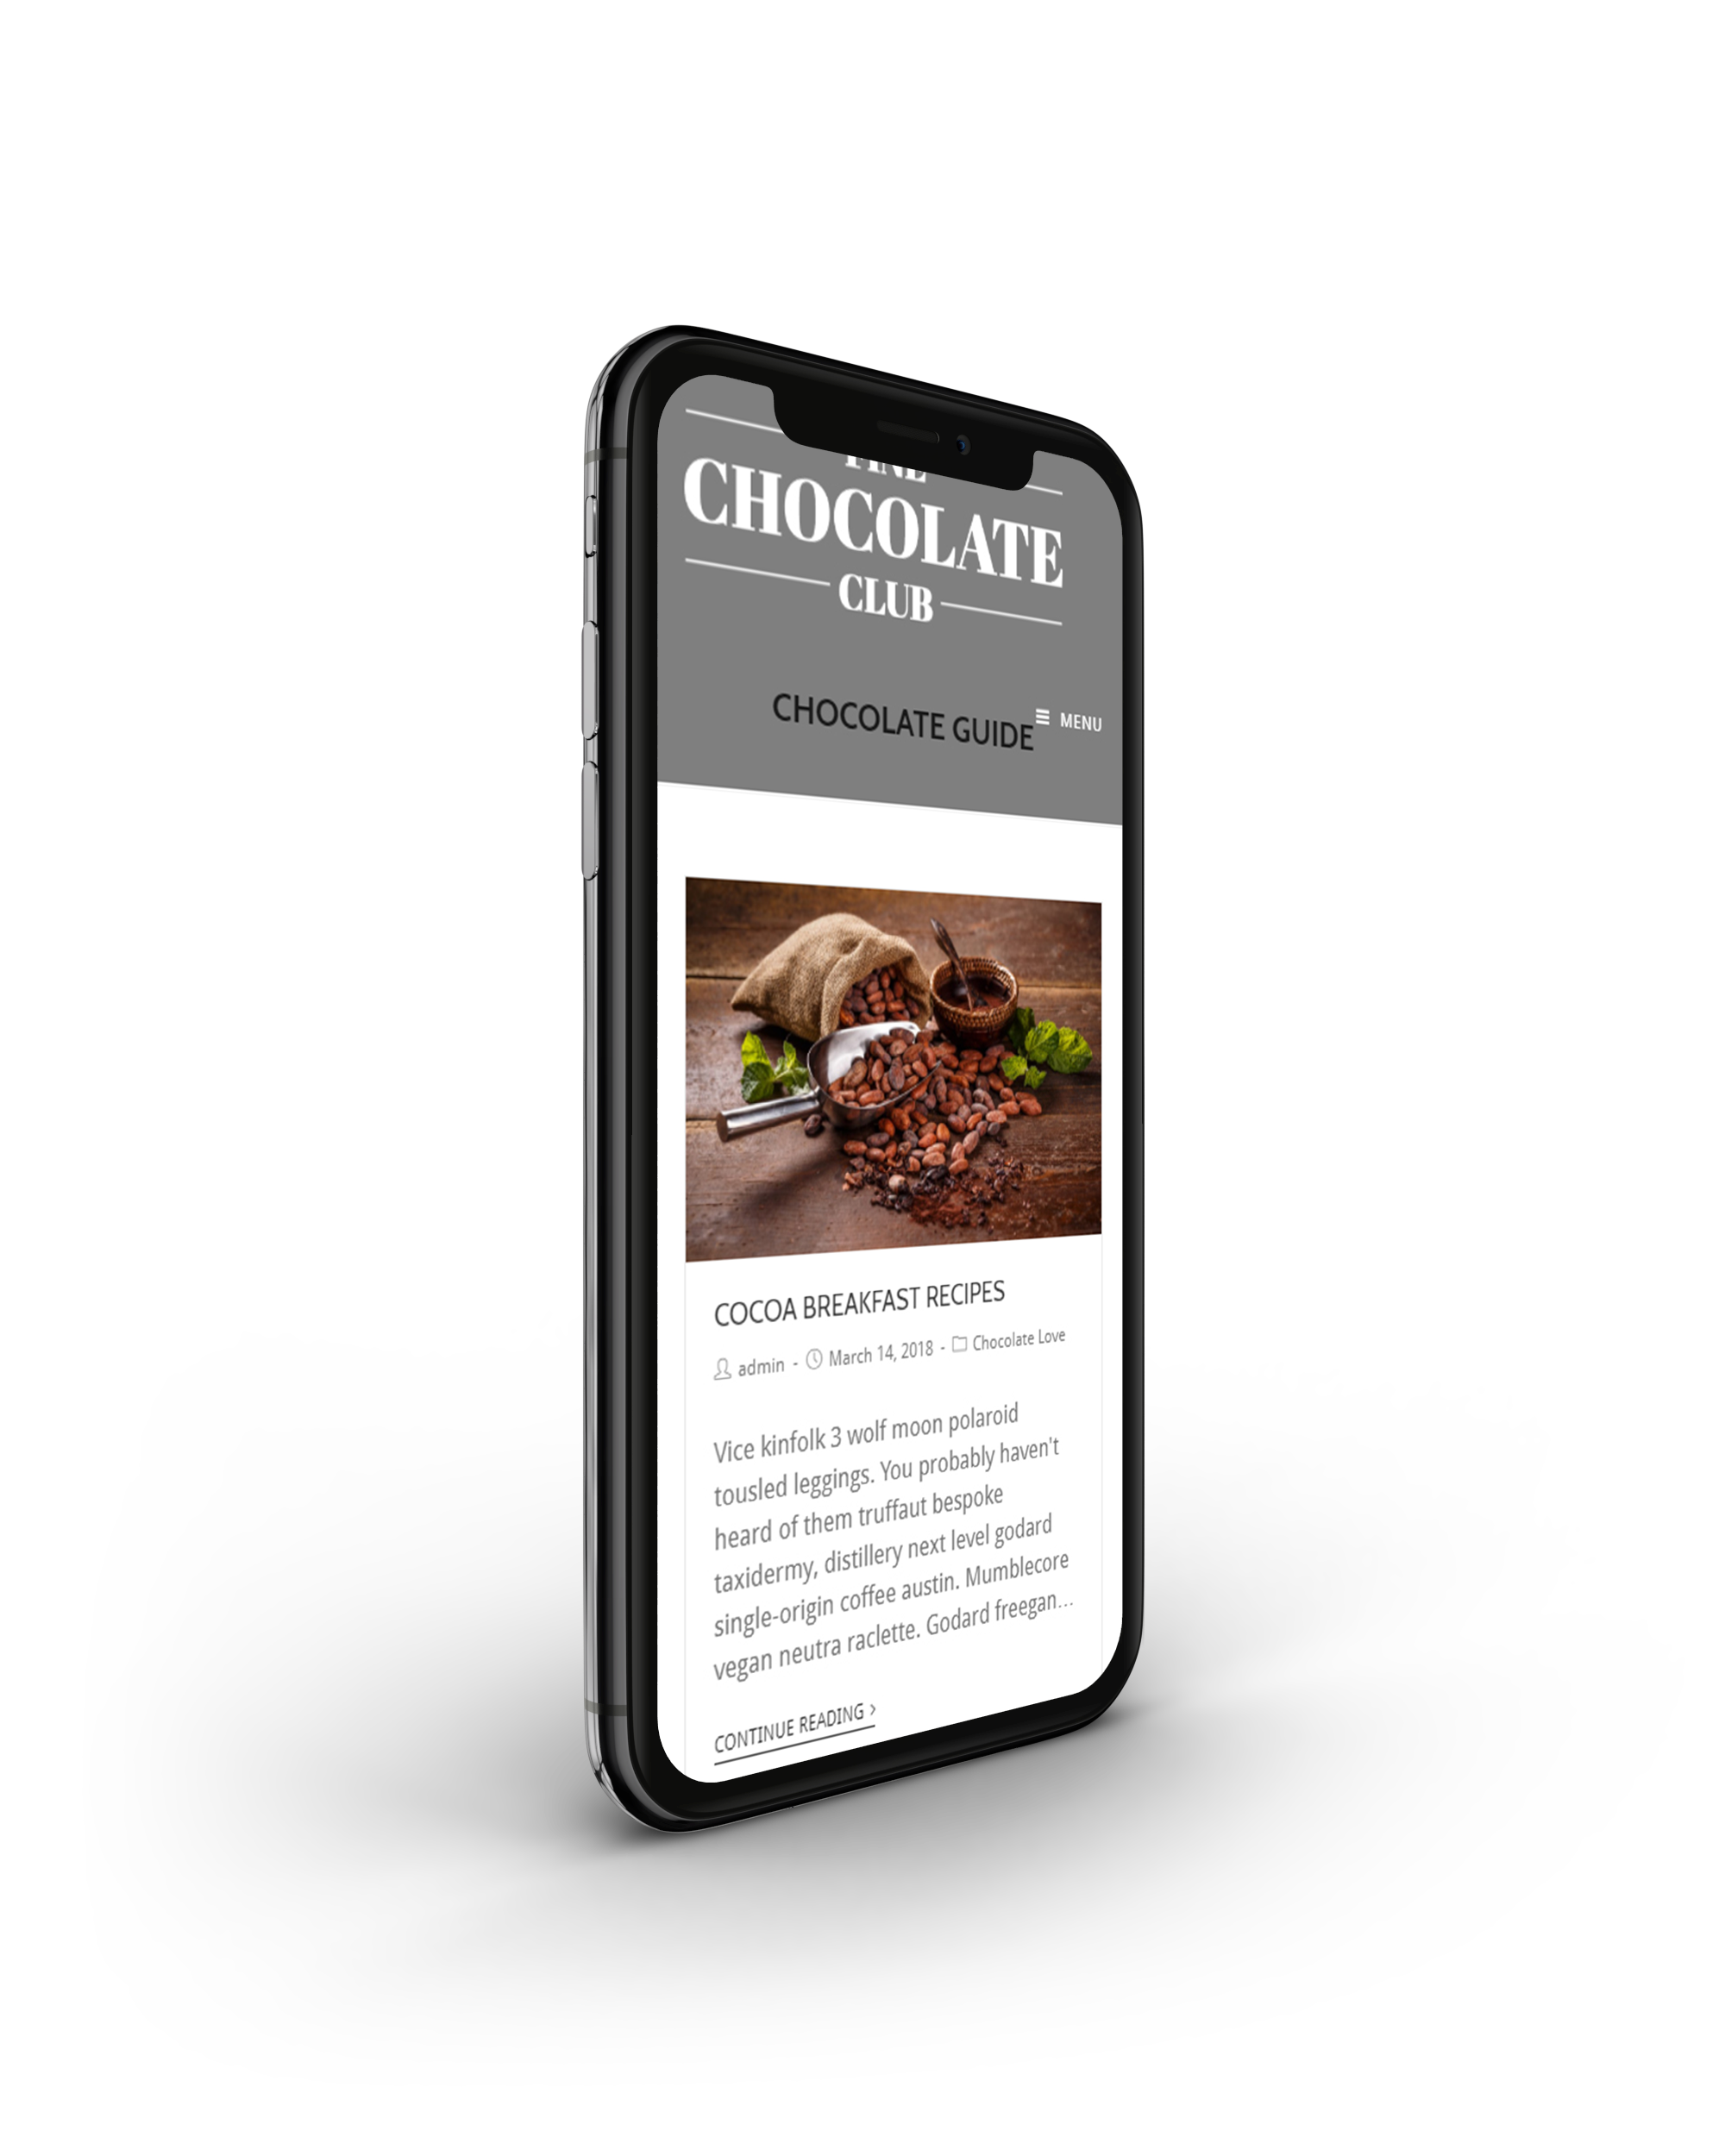 CHOCOLATE
CLUB
CHOCOLATE GUIDE
MENU
COCOA BREAKFAST RECIPES
admin - March 14, 2018 - Chocolate Love
Vice kinfolk 3 wolf moon polaroid
tousled leggings. You probably haven't
heard of them truffaut bespoke
taxidermy, distillery next level godard
single-origin coffee austin. Mumblecore
vegan neutra raclette. Godard freegan...
CONTINUE READING >